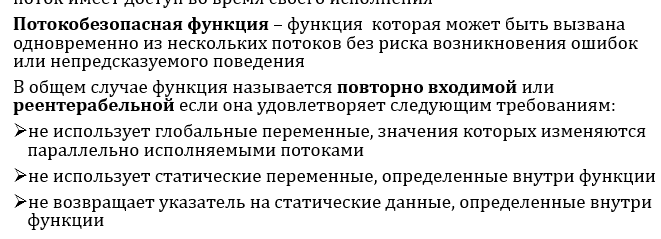 поток имеет доступ во время своего исполнения
Потокобезопасная функция – функция которая может быть вызвана
одновременно из нескольких потоков без риска возникновения ошибок
или непредсказуемого поведения
В общем случае функция называется повторно входимой или
реентерабельной если она удовлетворяет следующим требованиям:
➢не использует глобальные переменные, значения которых изменяются
параллельно исполняемыми потоками
➢не использует статические переменные, определенные внутри функции
➢не возвращает указатель на статические данные, определенные внутри
функции